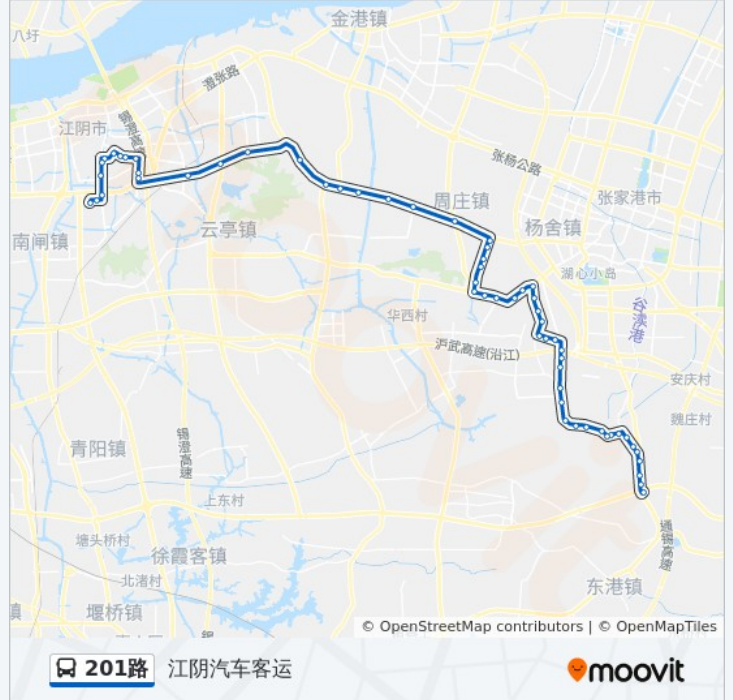 金港镇
八圩
澄张路
江阴市
锡澄高速
张杨公路
周庄镇
张家港市
杨舍镇
云亭镇
南闸镇
湖心小岛
谷渎港
华西村
沪武高速(沿江)
安庆村
魏庄村
青阳镇
锡澄高速
上东村
塘头桥村
徐霞客镇
通锡高速
北渚村
东港镇
镇
堰桥镇
锡
© OpenStreetMap contributors | © OpenMapTiles
201路 江阴汽车客运
moovit